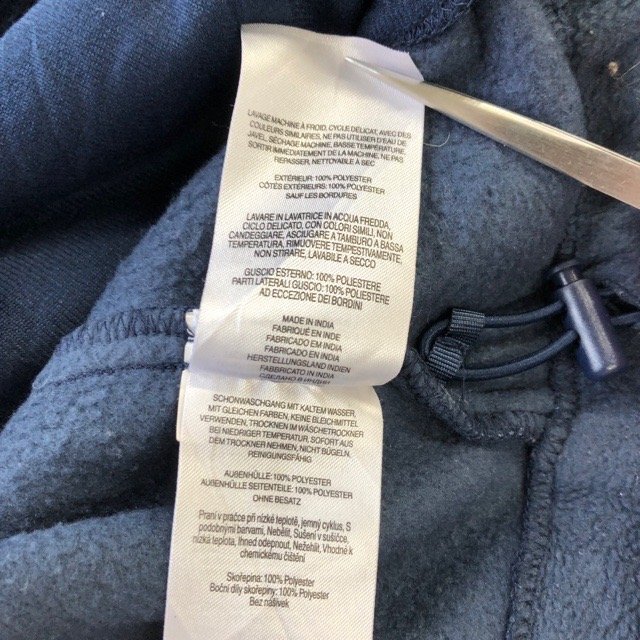 LAVAGE MACHINE À FROID, CYCLE DÉLICAT, AVEC DES
COULEURS SIMILAIRES, NE PAS UTILISER D'EAU DE
JAVEL, SÉCHAGE MACHINE, BASSE TEMPÉRATURE,
SORTIR IMMÉDIATEMENT DE LA MACHINE, NE PAS
REPASSER, NETTOYABLE À SEC
EXTÉRIEUR: 100% POLYESTER
CÔTÉS EXTÉRIEURS: 100% POLYESTER
SAUF LES BORDURES
LAVARE IN LAVATRICE IN ACQUA FREDDA,
CICLO DELICATO, CON COLORI SIMILI, NON
CANDEGGIARE, ASCIUGARE A TAMBURO A BASSA
TEMPERATURA, RIMUOVERE TEMPESTIVAMENTE,
NON STIRARE, LAVABILE A SECCO
GUSCIO ESTERNO: 100% POLIESTERE
PARTI LATERALI GUSCIO: 100% POLIESTERE
AD ECCEZIONE DEI BORDINI
MADE IN INDIA
FABRIQUÉ EN INDE
FABRICADO EM ÍNDIA
FABRICADO EN INDIA
HERSTELLUNGSLAND INDIEN
FABBRICATO IN INDIA
СДЕЛАНО В ИНДИИ
SCHONWASCHGANG MIT KALTEM WASSER,
MIT GLEICHEN FARBEN, KEINE BLEICHMITTEL
VERWENDEN, TROCKNEN IM WÄSCHETROCKNER
BEI NIEDRIGER TEMPERATUR, SOFORT AUS
DEM TROCKNER NEHMEN, NICHT BÜGELN,
REINIGUNGSFÄHIG
AUßENHÜLLE: 100% POLYESTER
AUßENHÜLLE SEITENTEILE: 100% POLYESTER
OHNE BESATZ
Praní v pračce při nízké teplotě, jemný cyklus, S
podobnými barvami, Nebělit, Sušení v sušičce,
nízká teplota, Ihned odepnout, Nežehlit, Vhodné k
chemickému čištění
Skořepina: 100% Polyester
Boční díly skořepiny: 100% Polyester
Bez nášivek